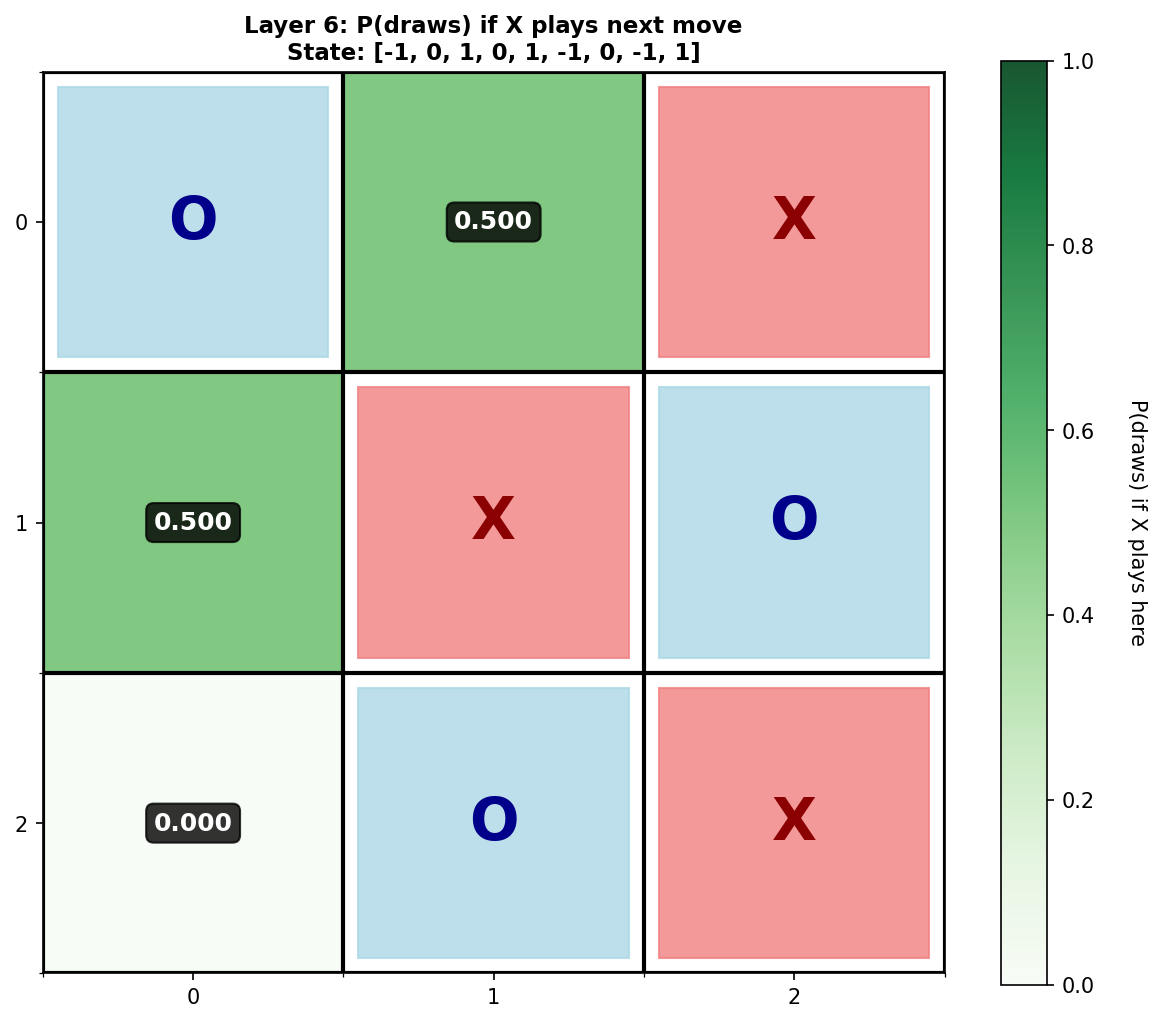 Layer 6: P(draws) if X plays next move
State: [-1, 0, 1, 0, 1, -1, 0, -1, 1]
O
0.500
X
0.500
X
O
0.000
O
X
0
1
2
0
1
2
1.0
0.8
0.6
0.4
0.2
0.0
P(draws) if X plays here